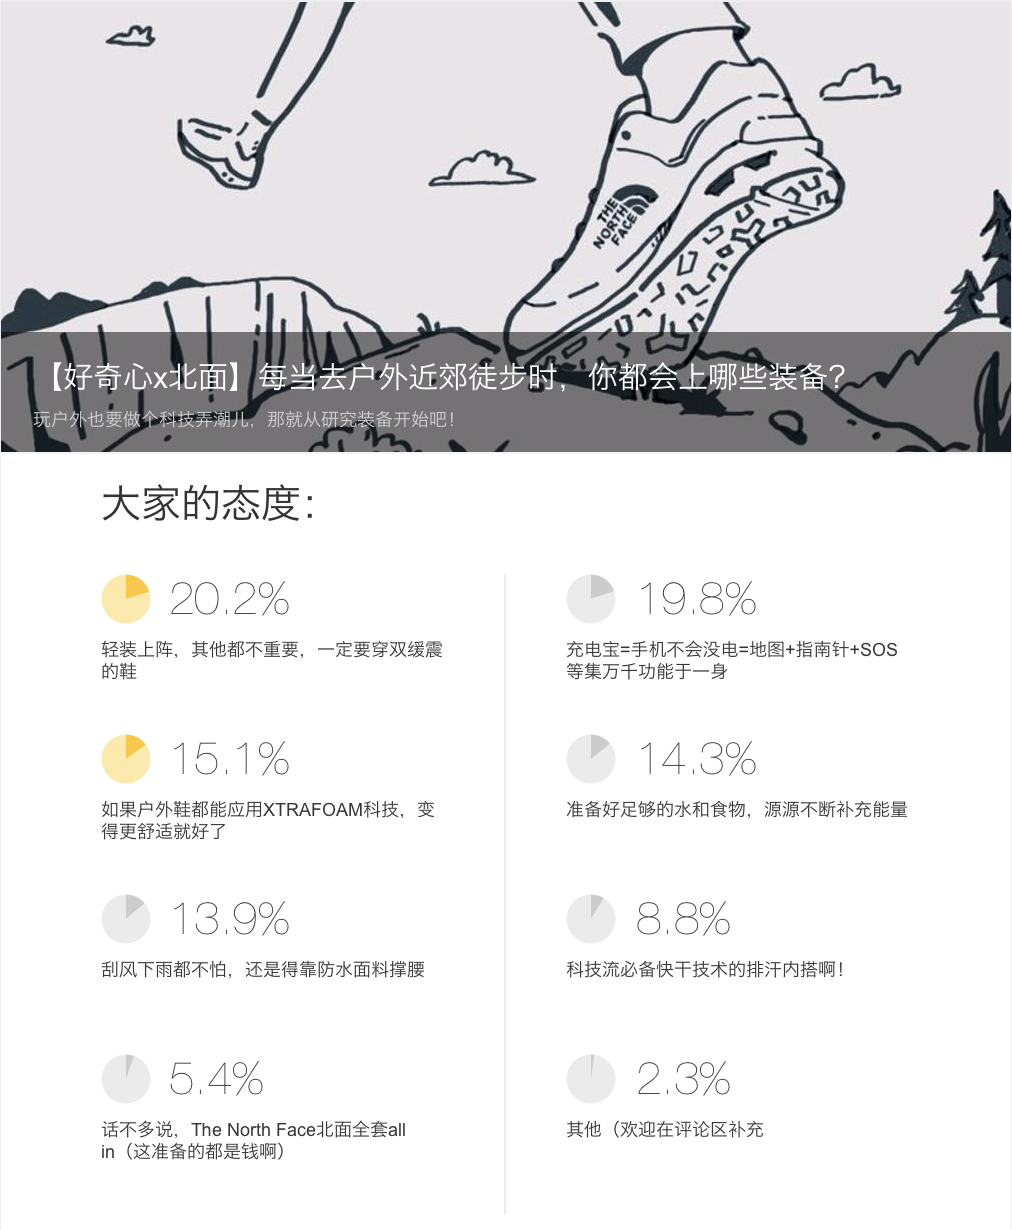 THE
NORTH
FACE
【好奇心x北面】每当去户外近郊徒步时，你都会上哪些装备？
玩户外也要做个科技弄潮儿，那就从研究装备开始吧！
大家的态度：
20.2%
轻装上阵，其他都不重要，一定要穿双缓震
的鞋
19.8%
充电宝=手机不会没电=地图+指南针+SOS
等集万千功能于一身
15.1%
如果户外鞋都能应用XTRAFOAM科技，变
得更舒适就好了
14.3%
准备好足够的水和食物，源源不断补充能量
13.9%
刮风下雨都不怕，还是得靠防水面料撑腰
8.8%
科技流必备快干技术的排汗内搭啊！
5.4%
话不多说，The North Face北面全套all
in（这准备的都是钱啊）
2.3%
其他（欢迎在评论区补充